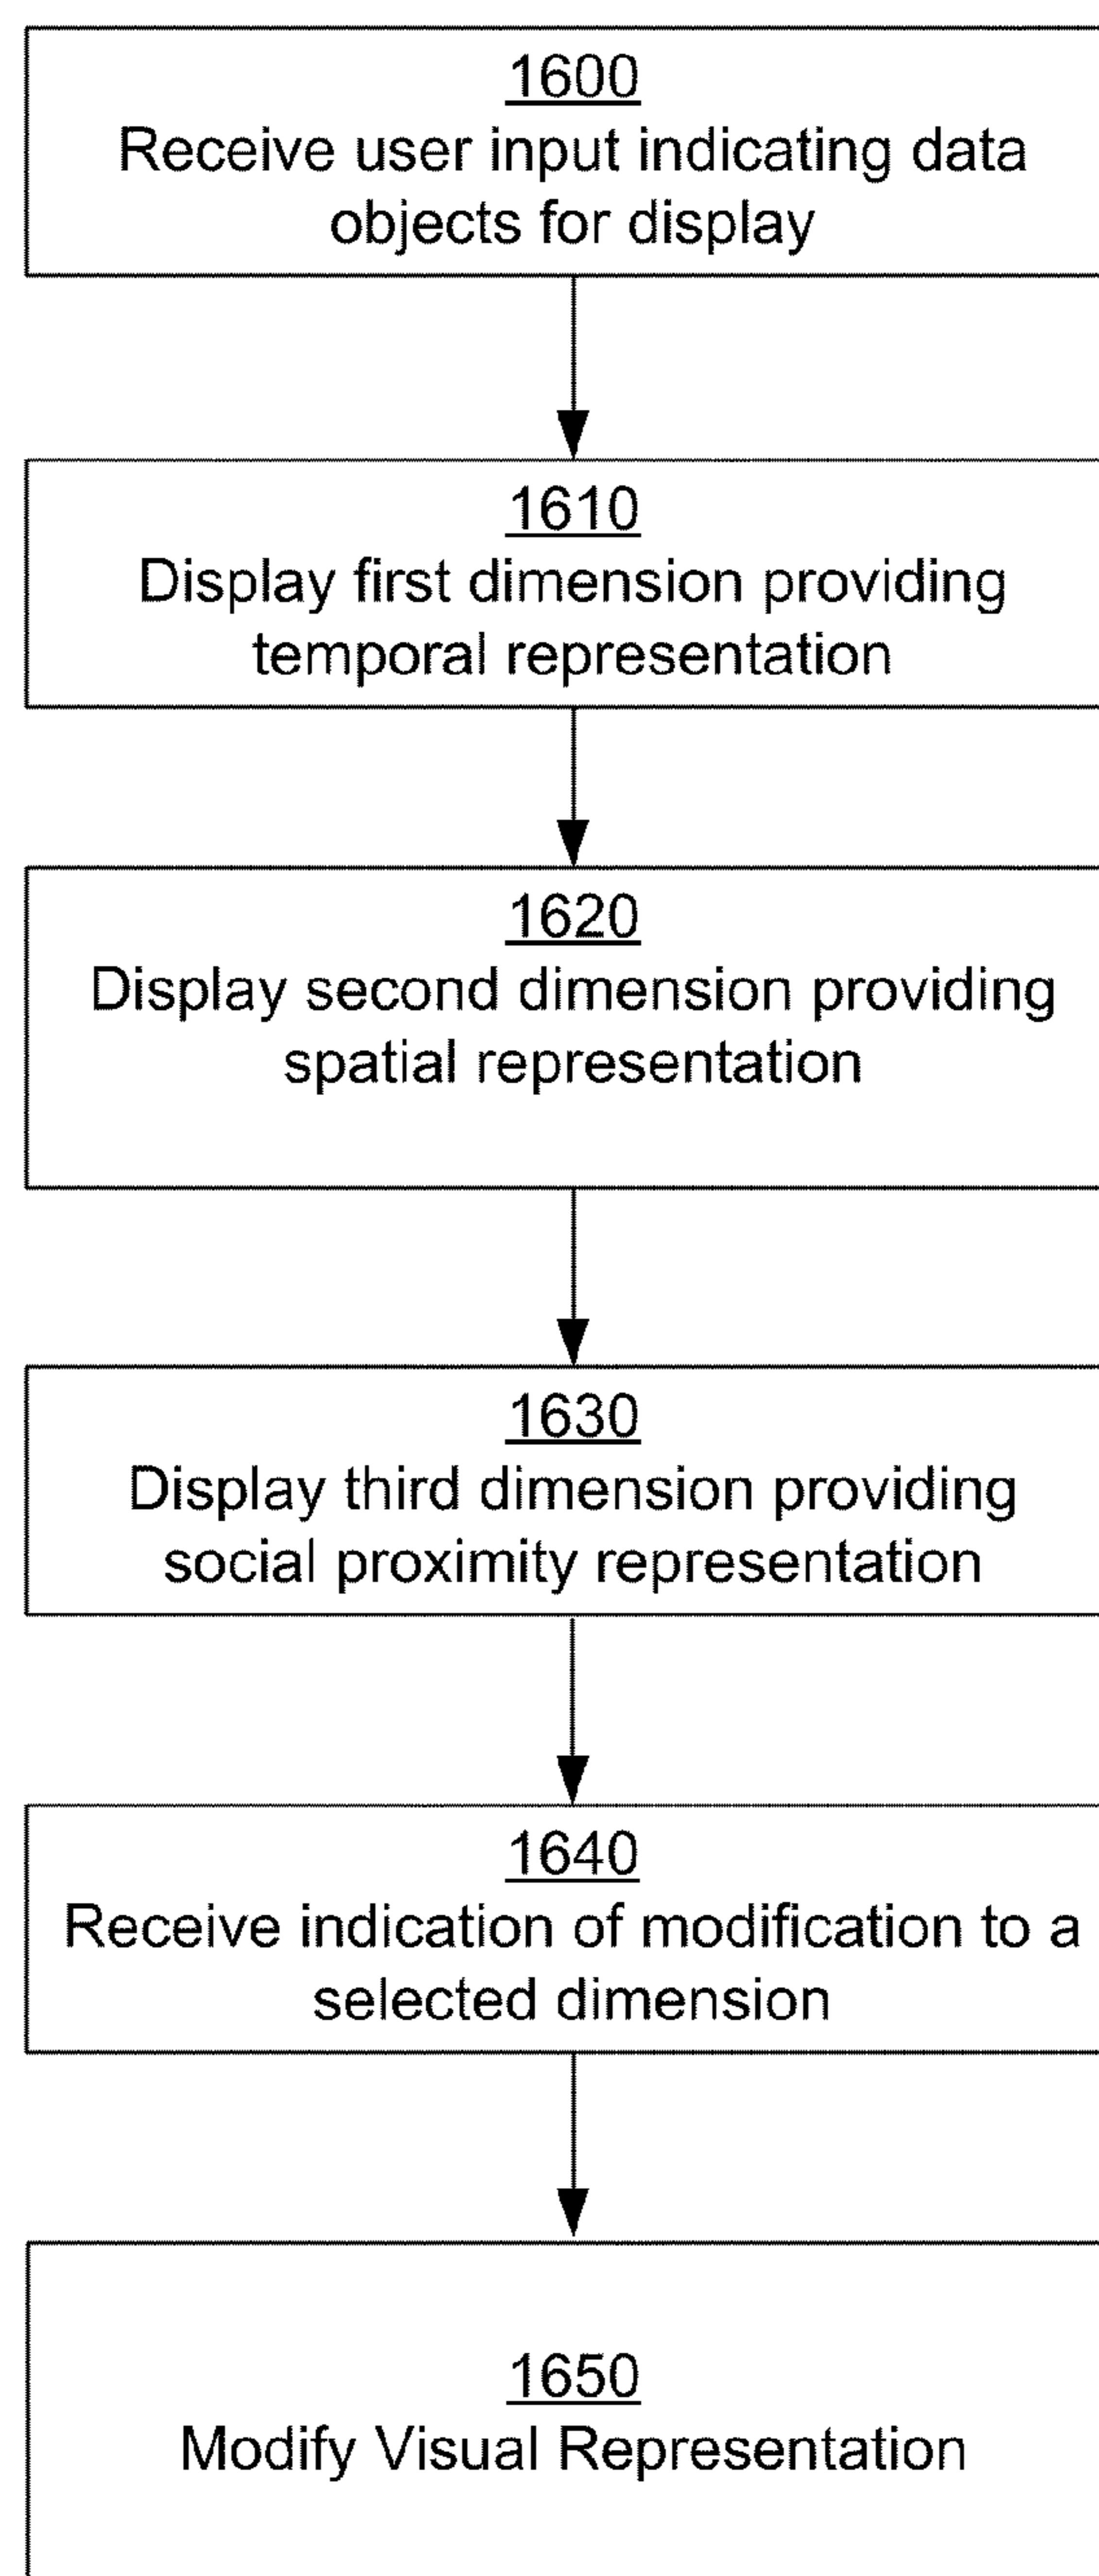 1600
Receive user input indicating data
objects for display
1610
Display first dimension providing
temporal representation
1620
Display second dimension providing
spatial representation
1630
Display third dimension providing
social proximity representation
1640
Receive indication of modification to a
selected dimension
1650
Modify Visual Representation